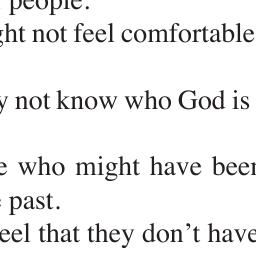 people.
ght not feel comfortable
y not know who God is
e who might have been
e past.
eel that they don’t have